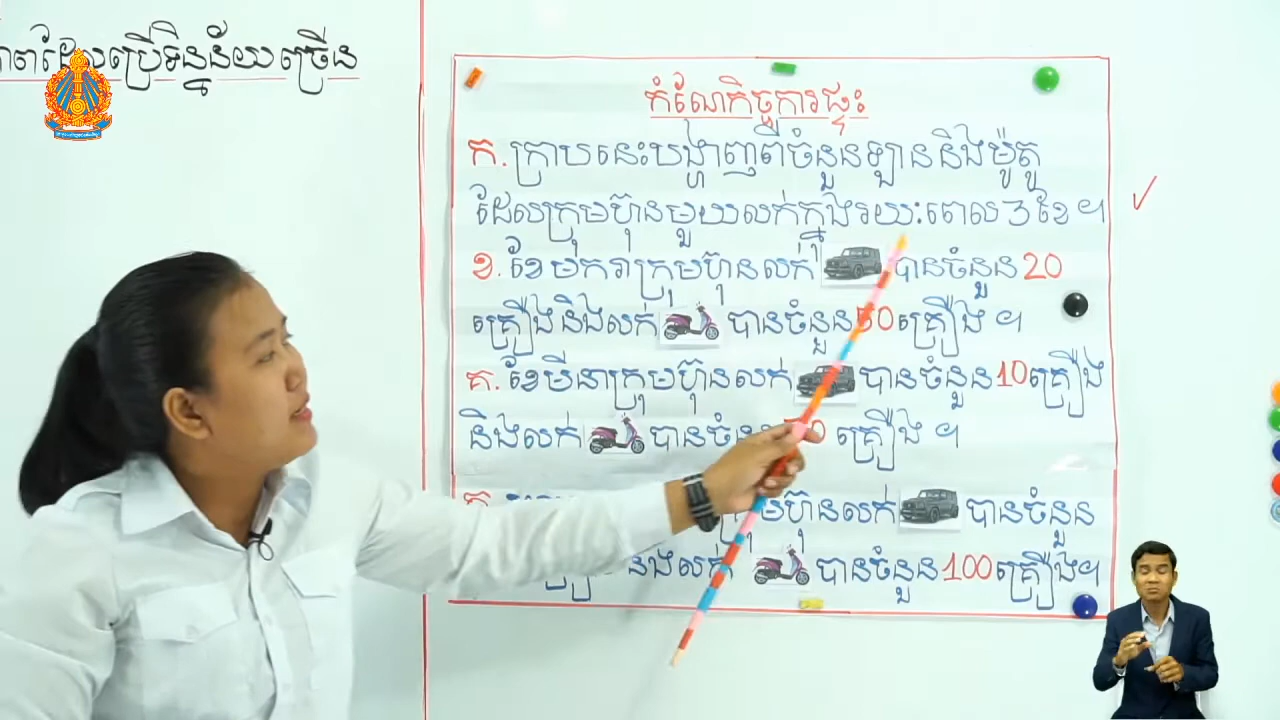 ដែលប្រើទិន្នន័យច្រើន
កំណែកិច្ចការផ្ទះ
ក. ក្រាបនេះបង្ហាញពីចំនួនឡាននិងម៉ូតូ
ដែលក្រុមហ៊ុនមួយលក់ក្នុងរយៈពេល 3 ខែ ។
ខ. ខែមករាក្រុមហ៊ុនលក់ បានចំនួន 20
គ្រឿងនិងលក់ បានចំនួន 0 គ្រឿង ។
គ. ខែមីនាក្រុមហ៊ុនលក់ បានចំនួន 10 គ្រឿង
និងលក់ បានចំនួន គ្រឿង ។
ក្រុមហ៊ុនលក់ បានចំនួន
និងលក់ បានចំនួន 100 គ្រឿង។